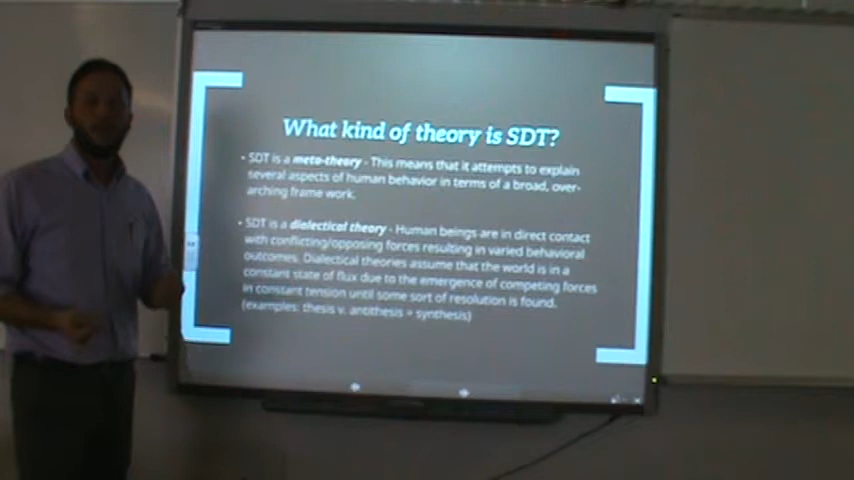 What kind of theory is SDT?
• SDT is a meta-theory - This means that it attempts to explain
several aspects of human behavior in terms of a broad, over-
arching frame work.
• SDT is a dialectical theory - Human beings are in direct contact
with conflicting/opposing forces resulting in varied behavioral
outcomes. Dialectical theories assume that the world is in a
constant state of flux due to the emergence of competing forces
in constant tension until some sort of resolution is found.
(examples: thesis v. antithesis = synthesis)